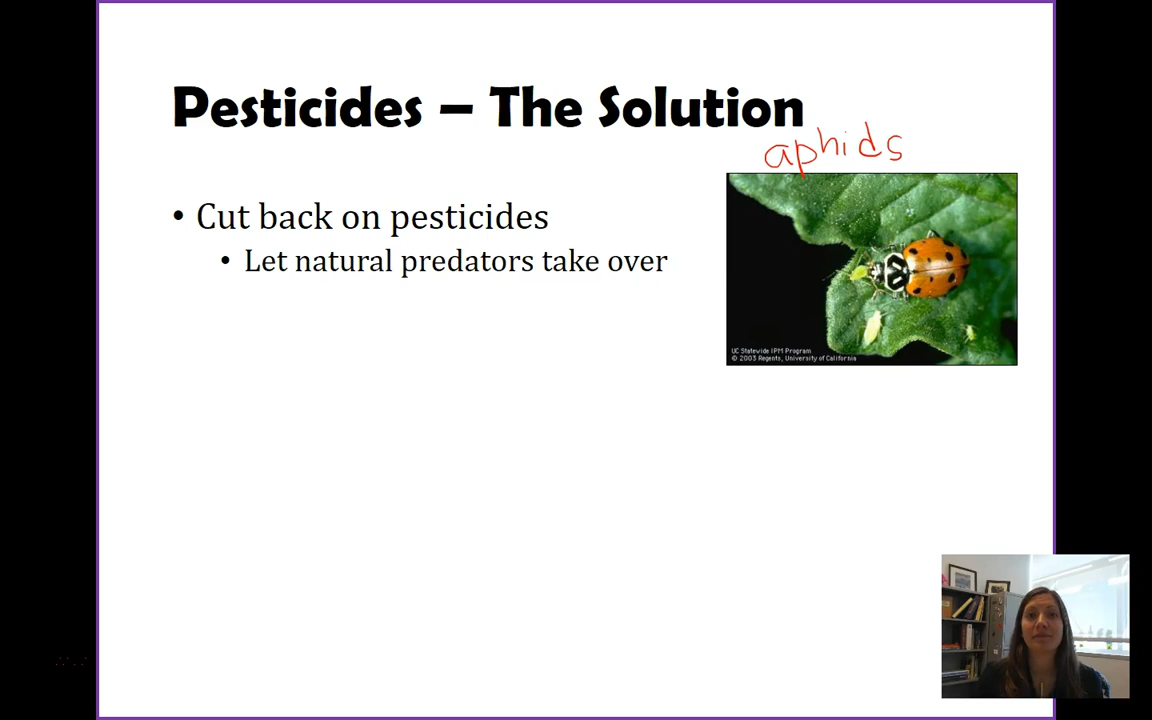 Pesticides – The Solution
aphids
• Cut back on pesticides
• Let natural predators take over
UC Statewide IPM Program
© 2003 Regents, University of California